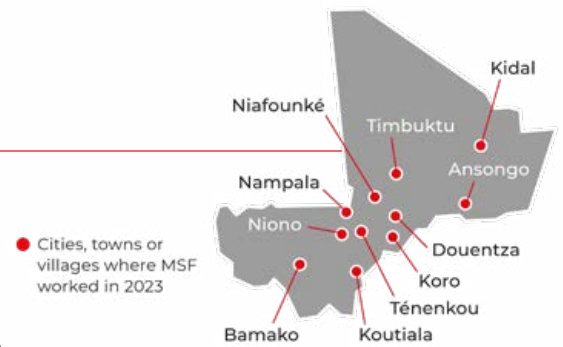 Kidal
Niafounké
Timbuktu
Ansongo
Nampala
Niono
Douentza
Cities, towns or
villages where MSF
worked in 2023
Koro
Ténenkou
Bamako
Koutiala